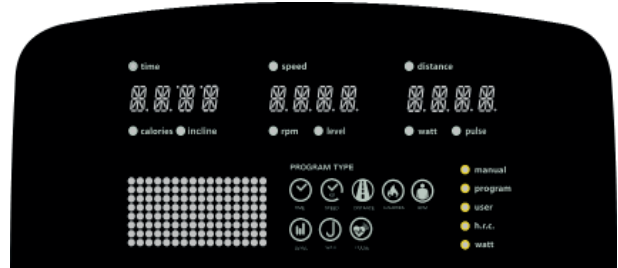 time speed distance
calories incline rpm level watt pulse
PROGRAM TYPE
manual
program
user
h.r.c.
watt